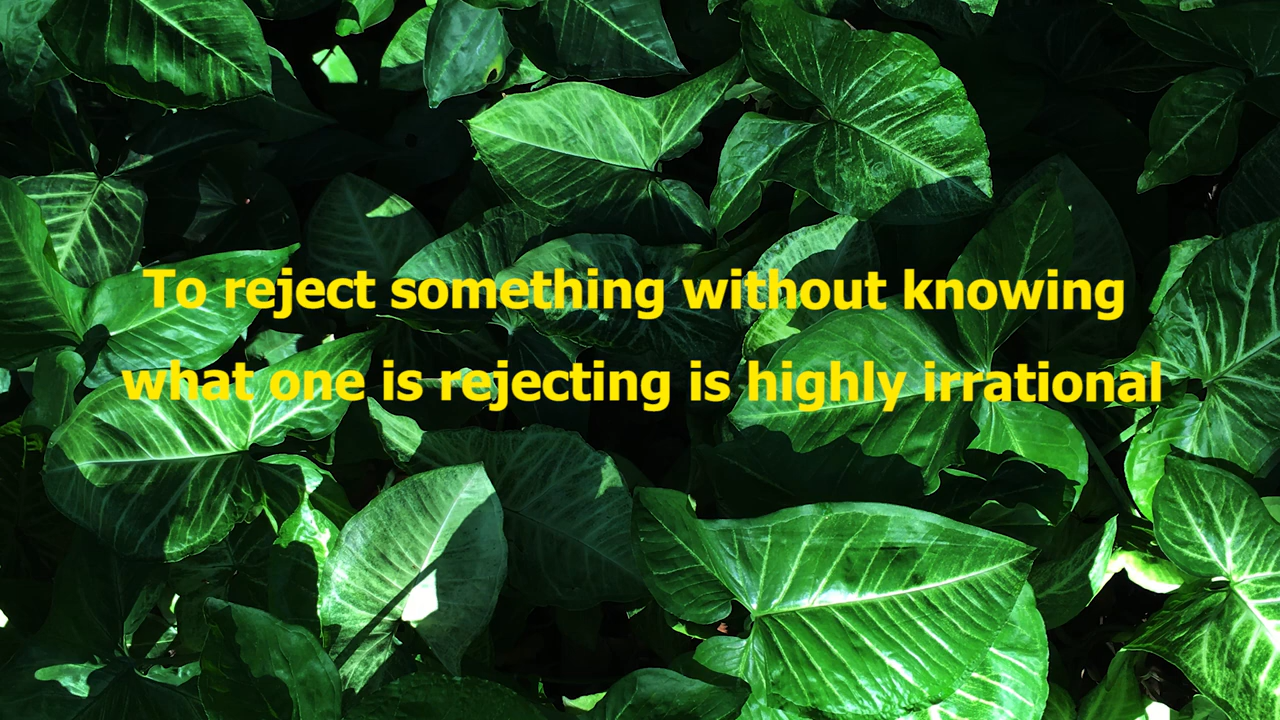 To reject something without knowing
what one is rejecting is highly irrational